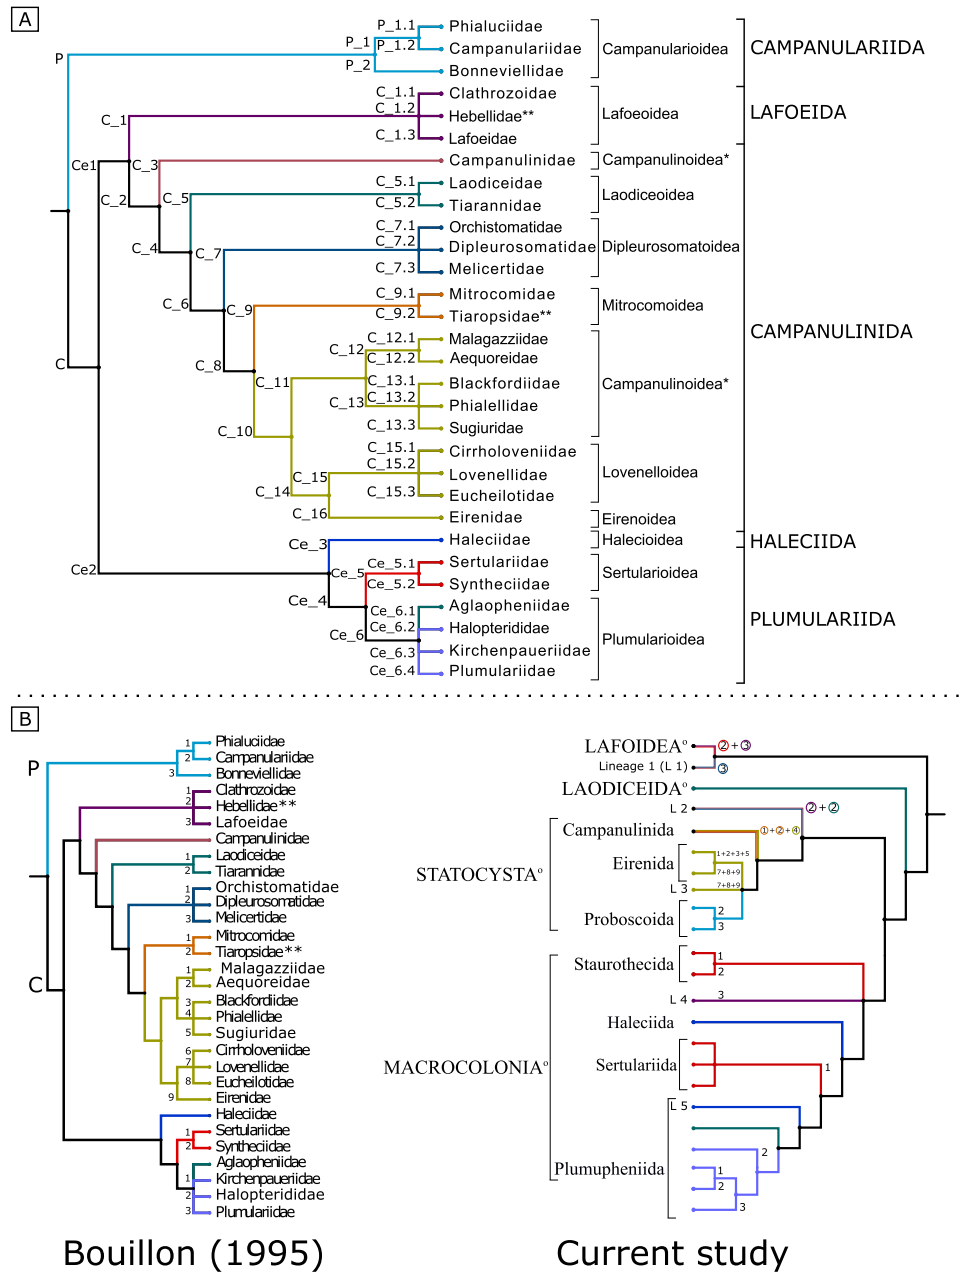 A
P
P_1
P_1.1
P_1.2
P_2
Phialuciidae
Campanulariidae
Bonneviellidae
Campanularioidea
CAMPANULARIIDA
C_1
C_1.1
C_1.2
C_1.3
Clathrozoidae
Hebellidae**
Lafoeidae
Lafoeoidea
LAFOEIDA
Ce1
C_2
C_3
Campanulinidae
Campanulinoidea*
C_4
C_5
C_5.1
C_5.2
Laodiceidae
Tiarannidae
Laodiceoidea
C_6
C_7
C_7.1
C_7.2
C_7.3
Orchistomatidae
Dipleurosomatidae
Melicertidae
Dipleurosomatoidea
C_8
C_9
C_9.1
C_9.2
Mitrocomidae
Tiaropsidae**
Mitrocomoidea
CAMPANULINIDA
C
C_10
C_11
C_12
C_12.1
C_12.2
Malagazziidae
Aequoreidae
C_13
C_13.1
C_13.2
C_13.3
Blackfordiidae
Phialellidae
Sugiuridae
Campanulinoidea*
C_14
C_15
C_15.1
C_15.2
C_15.3
Cirrholoveniidae
Lovenellidae
Eucheilotidae
Lovenelloidea
C_16
Eirenidae
Eirenoidea
Ce2
Ce_3
Haleciidae
Halecioidea
HALECIIDA
Ce_4
Ce_5
Ce_5.1
Ce_5.2
Sertulariidae
Syntheciidae
Sertularioidea
Ce_6
Ce_6.1
Ce_6.2
Ce_6.3
Ce_6.4
Aglaopheniidae
Halopterididae
Kirchenpaueriidae
Plumulariidae
Plumularioidea
PLUMULARIIDA
B
P
C
1 Phialuciidae
2 Campanulariidae
3 Bonneviellidae
1 Clathrozoidae
2 Hebellidae**
3 Lafoeidae
Campanulinidae
1 Laodiceidae
2 Tiarannidae
1 Orchistomatidae
2 Dipleurosomatidae
3 Melicertidae
1 Mitrocomidae
2 Tiaropsidae**
1 Malagazziidae
2 Aequoreidae
3 Blackfordiidae
4 Phialellidae
5 Sugiuridae
6 Cirrholoveniidae
7 Lovenellidae
8 Eucheilotidae
9 Eirenidae
Haleciidae
1 Sertulariidae
2 Syntheciidae
Aglaopheniidae
1 Kirchenpaueriidae
2 Halopterididae
3 Plumulariidae
Bouillon (1995)
LAFOIDEAº
2 + 3
Lineage 1 (L 1)
3
LAODICEIDAº
L 2
2 + 2
STATOCYSTAº
Campanulinida
1 + 2 + 4
Eirenida
1+2+3+5
7+8+9
L 3
7+8+9
Proboscoida
2
3
MACROCOLONIAº
Staurothecida
1
2
L 4
3
Haleciida
Sertulariida
1
L 5
Plumupheniida
2
1
2
3
Current study